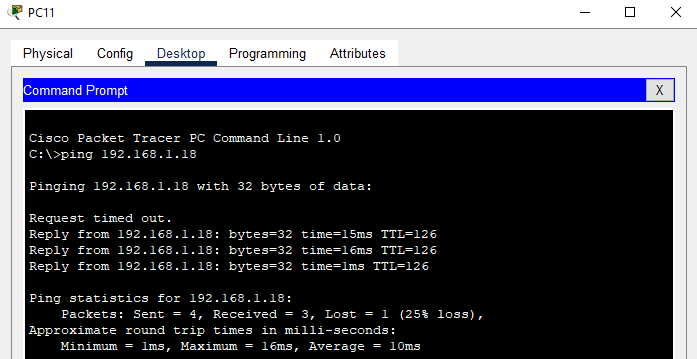 PC11
Physical Config Desktop Programming Attributes
Command Prompt
X
Cisco Packet Tracer PC Command Line 1.0
C:\>ping 192.168.1.18
Pinging 192.168.1.18 with 32 bytes of data:
Request timed out.
Reply from 192.168.1.18: bytes=32 time=15ms TTL=126
Reply from 192.168.1.18: bytes=32 time=16ms TTL=126
Reply from 192.168.1.18: bytes=32 time=1ms TTL=126
Ping statistics for 192.168.1.18:
Packets: Sent = 4, Received = 3, Lost = 1 (25% loss),
Approximate round trip times in milli-seconds:
Minimum = 1ms, Maximum = 16ms, Average = 10ms